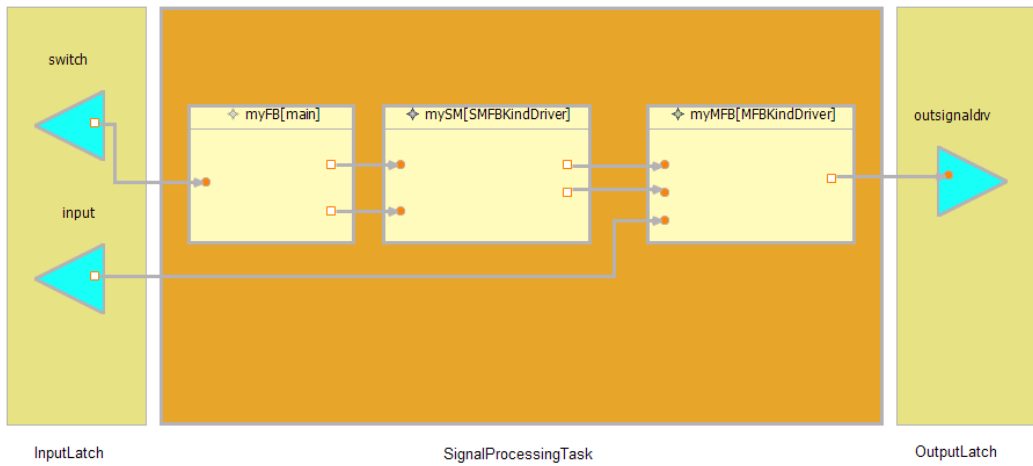 switch
myFB[main]
mySM[SMFBKindDriver]
myMFB[MFBKindDriver]
outsignaldrv
input
InputLatch
SignalProcessingTask
OutputLatch